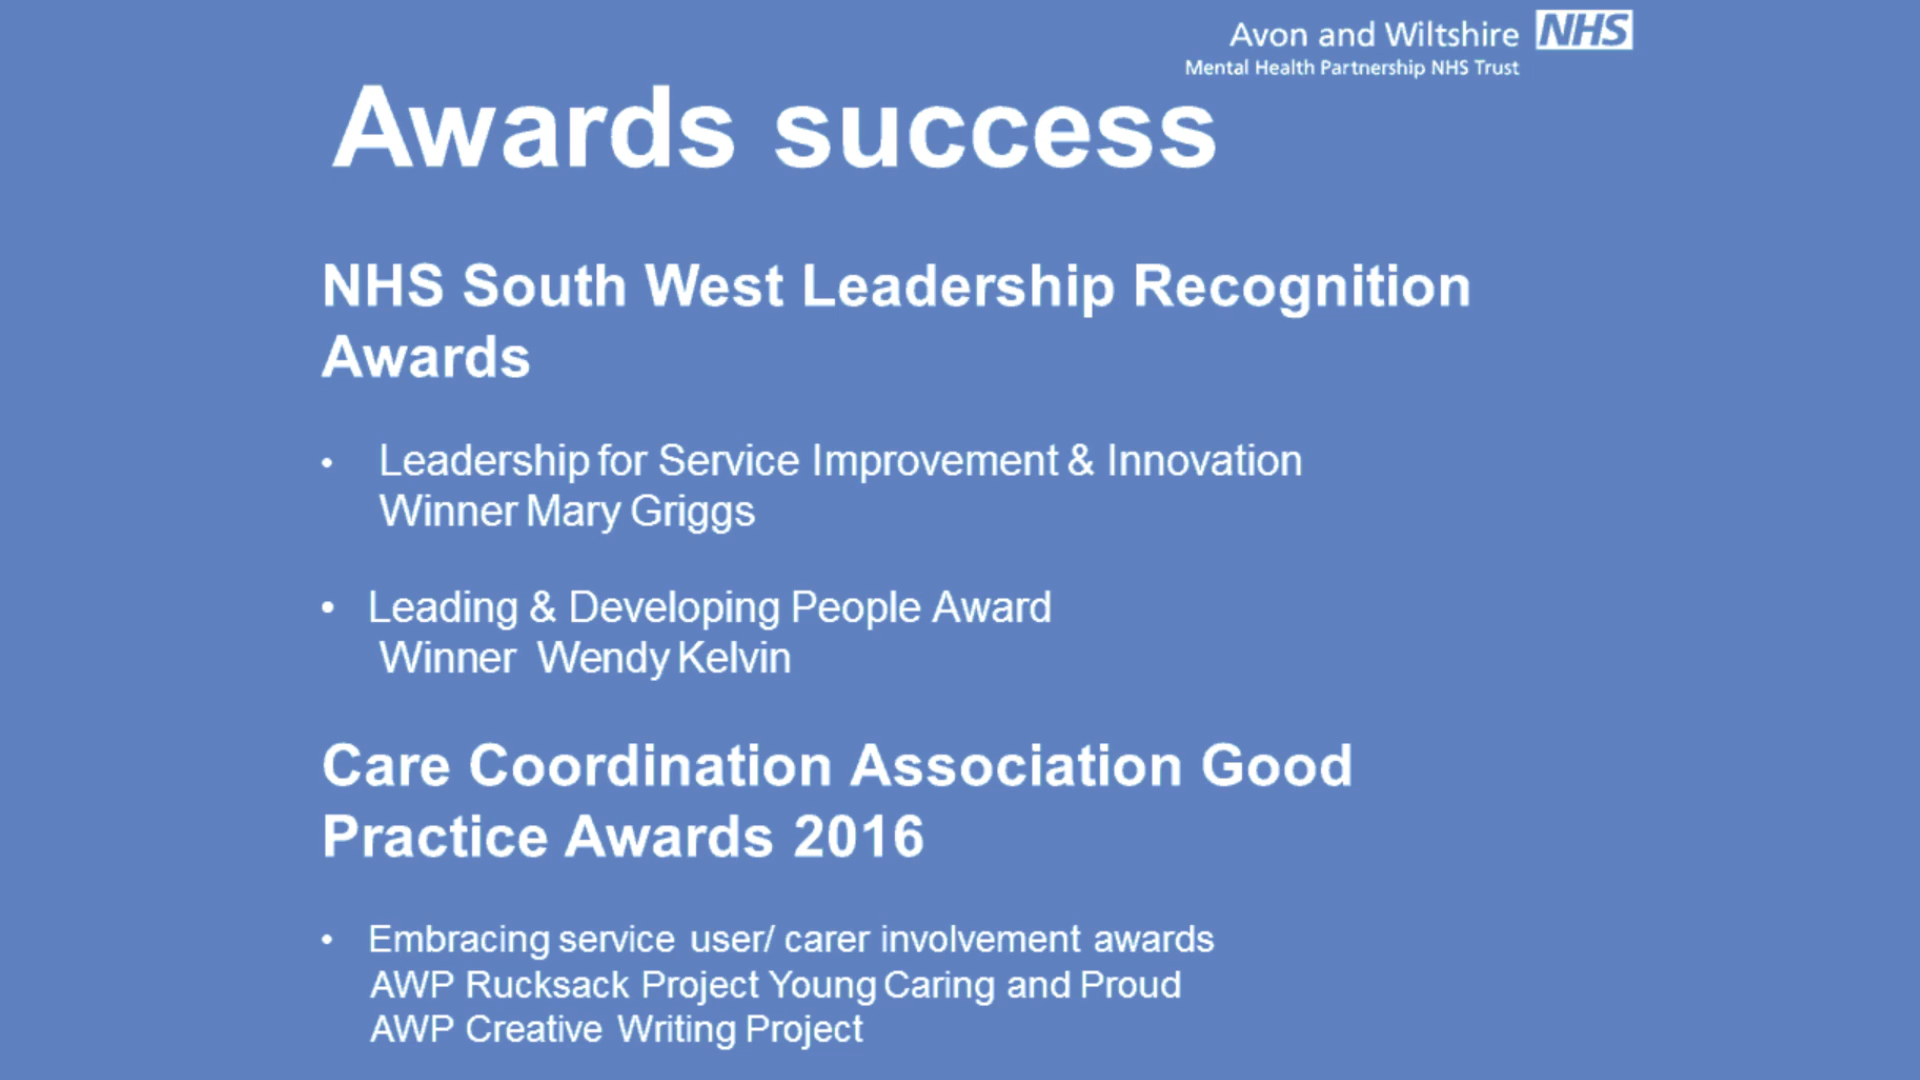 Avon and Wiltshire NHS
Mental Health Partnership NHS Trust
Awards success
NHS South West Leadership Recognition
Awards
• Leadership for Service Improvement & Innovation
Winner Mary Griggs
• Leading & Developing People Award
Winner Wendy Kelvin
Care Coordination Association Good
Practice Awards 2016
• Embracing service user/ carer involvement awards
AWP Rucksack Project Young Caring and Proud
AWP Creative Writing Project